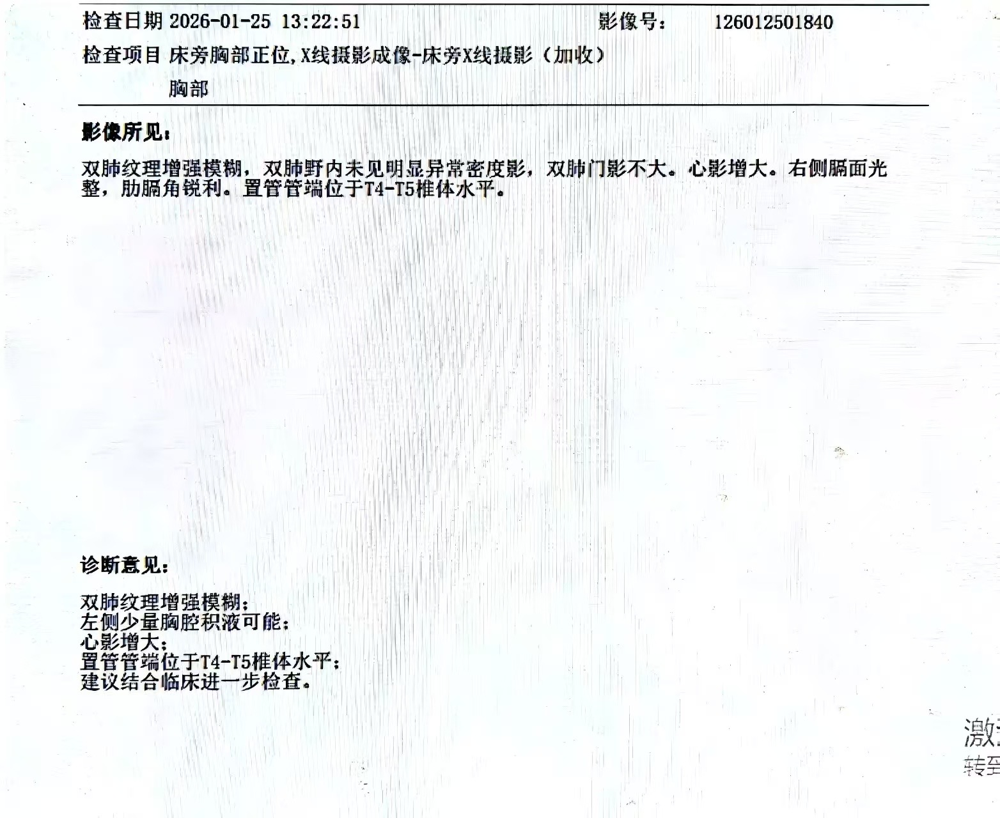 检查日期 2026-01-25 13:22:51 影像号： 126012501840
检查项目 床旁胸部正位,X线摄影成像-床旁X线摄影（加收）
胸部
影像所见：
双肺纹理增强模糊，双肺野内未见明显异常密度影，双肺门影不大。心影增大。右侧膈面光
整，肋膈角锐利。置管管端位于T4-T5椎体水平。
诊断意见：
双肺纹理增强模糊；
左侧少量胸腔积液可能；
心影增大；
置管管端位于T4-T5椎体水平；
建议结合临床进一步检查。
激
转至